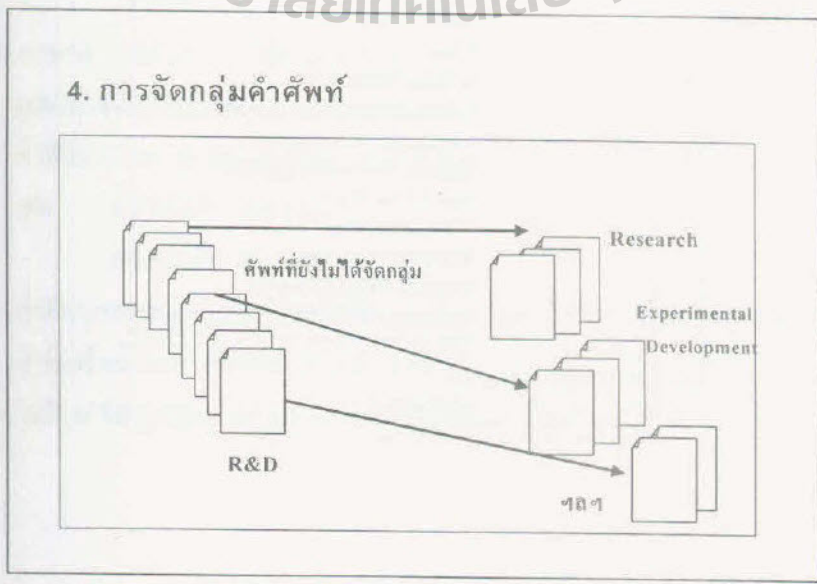 4. การจัดกลุ่มคำศัพท์
Research
ศัพท์ที่ยังไม่ได้จัดกลุ่ม
Experimental
Development
R&D
ฯลฯ